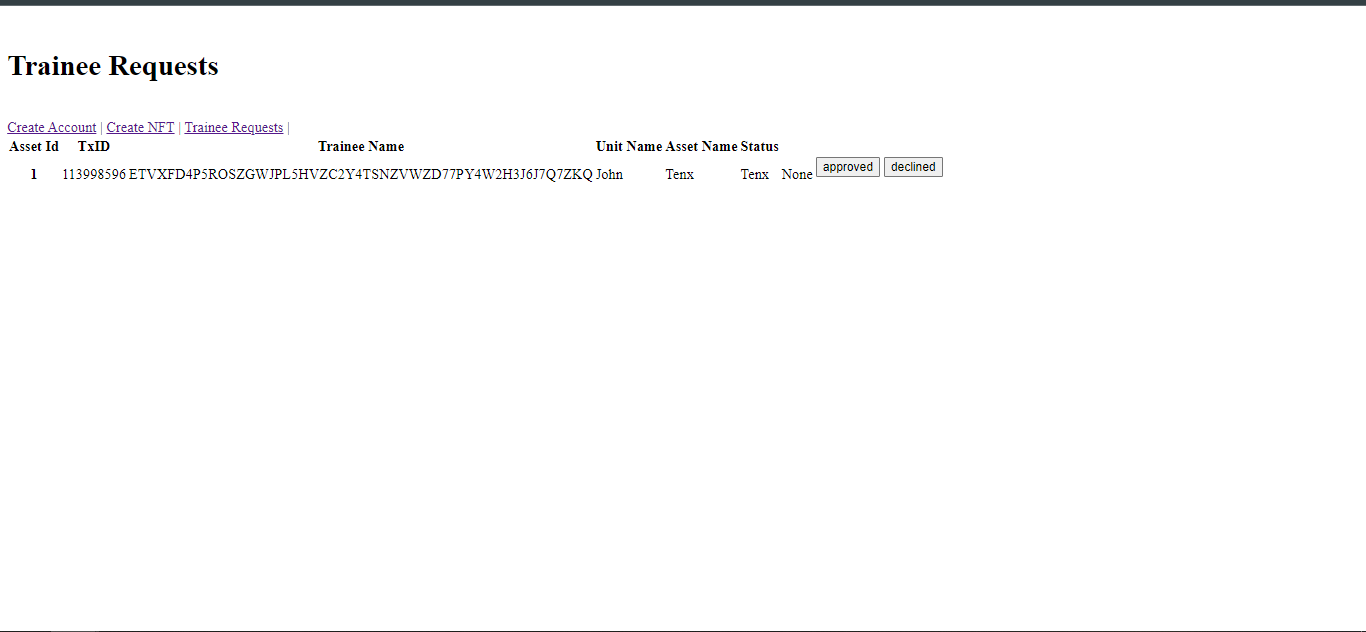 Trainee Requests
Create Account | Create NFT | Trainee Requests |
Asset Id TxID Trainee Name Unit Name Asset Name Status
1 113998596 ETVXFD4P5ROSZGWJPL5HVZC2Y4TSNZVWZD77PY4W2H3J6J7Q7ZKQ John Tenx Tenx None approved declined